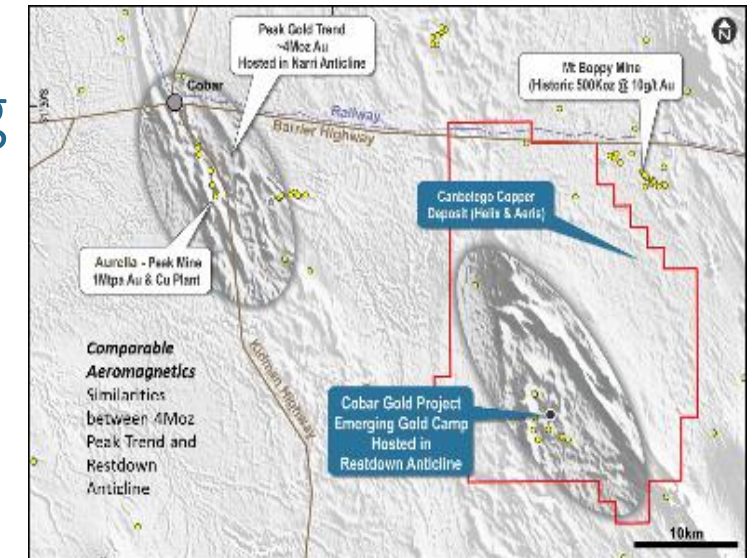 g
Peak Gold Trend
~4Moz Au
Hosted in Narri Anticline
N
Cobar
Mt Boppy Mine
(Historic 500Koz @ 10g/t Au
Railway
Barrier Highway
Canbelego Copper
Deposit (Helix & Aeris)
Aurelia - Peak Mine
1Mtpa Au & Cu Plant
Kidman Highway
Comparable
Aeromagnetics
Similarities
between 4Moz
Peak Trend and
Restdown
Anticline
Cobar Gold Project
Emerging Gold Camp
Hosted in
Restdown Anticline
10km